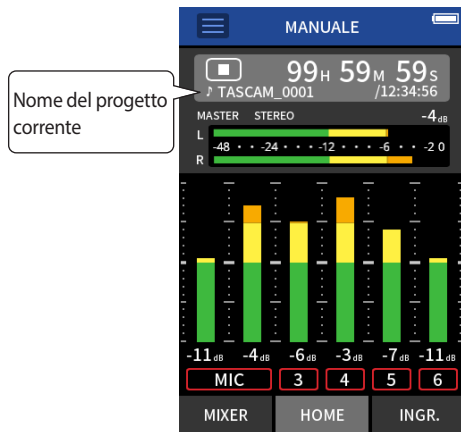 Nome del progetto
corrente
MANUALE
99H 59M 59S
♪ TASCAM_0001 /12:34:56
MASTER STEREO -4dB
L
-48 · · -24 · · · -12 · · · -6 · · -2 0
R
-11dB -4dB -6dB -3dB -7dB -11dB
MIC 3 4 5 6
MIXER HOME INGR.